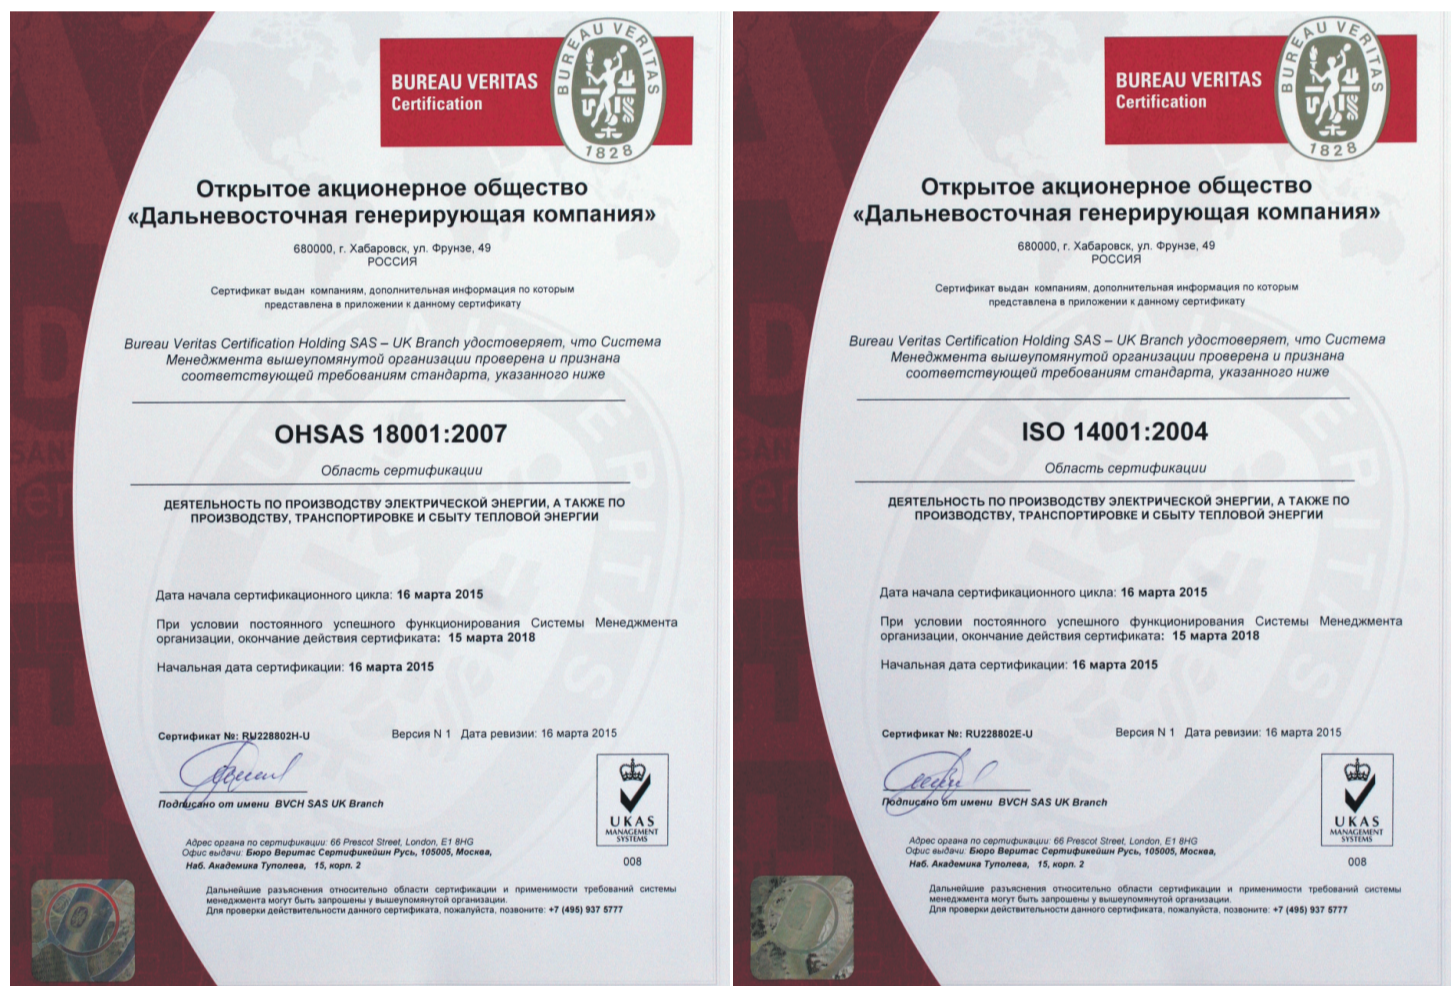 BUREAU VERITAS
Certification
BUREAU VERITAS
1828
Открытое акционерное общество
«Дальневосточная генерирующая компания»
680000, г. Хабаровск, ул. Фрунзе, 49
РОССИЯ
Сертификат выдан компаниям, дополнительная информация по которым
представлена в приложении к данному сертификату
Bureau Veritas Certification Holding SAS – UK Branch удостоверяет, что Система
Менеджмента вышеупомянутой организации проверена и признана
соответствующей требованиям стандарта, указанного ниже
OHSAS 18001:2007
Область сертификации
ДЕЯТЕЛЬНОСТЬ ПО ПРОИЗВОДСТВУ ЭЛЕКТРИЧЕСКОЙ ЭНЕРГИИ, А ТАКЖЕ ПО
ПРОИЗВОДСТВУ, ТРАНСПОРТИРОВКЕ И СБЫТУ ТЕПЛОВОЙ ЭНЕРГИИ
Дата начала сертификационного цикла: 16 марта 2015
При условии постоянного успешного функционирования Системы Менеджмента
организации, окончание действия сертификата: 15 марта 2018
Начальная дата сертификации: 16 марта 2015
Сертификат №: RU228802H-U Версия N 1 Дата ревизии: 16 марта 2015
Подписано от имени BVCH SAS UK Branch
UKAS
MANAGEMENT
SYSTEMS
008
Адрес органа по сертификации: 66 Prescot Street, London, E1 8HG
Офис выдачи: Бюро Веритас Сертификейшн Русь, 105005, Москва,
Наб. Академика Туполева, 15, корп. 2
Дальнейшие разъяснения относительно области сертификации и применимости требований системы
менеджмента могут быть запрошены у вышеупомянутой организации.
Для проверки действительности данного сертификата, пожалуйста, позвоните: +7 (495) 937 5777
BUREAU VERITAS
Certification
BUREAU VERITAS
1828
Открытое акционерное общество
«Дальневосточная генерирующая компания»
680000, г. Хабаровск, ул. Фрунзе, 49
РОССИЯ
Сертификат выдан компаниям, дополнительная информация по которым
представлена в приложении к данному сертификату
Bureau Veritas Certification Holding SAS – UK Branch удостоверяет, что Система
Менеджмента вышеупомянутой организации проверена и признана
соответствующей требованиям стандарта, указанного ниже
ISO 14001:2004
Область сертификации
ДЕЯТЕЛЬНОСТЬ ПО ПРОИЗВОДСТВУ ЭЛЕКТРИЧЕСКОЙ ЭНЕРГИИ, А ТАКЖЕ ПО
ПРОИЗВОДСТВУ, ТРАНСПОРТИРОВКЕ И СБЫТУ ТЕПЛОВОЙ ЭНЕРГИИ
Дата начала сертификационного цикла: 16 марта 2015
При условии постоянного успешного функционирования Системы Менеджмента
организации, окончание действия сертификата: 15 марта 2018
Начальная дата сертификации: 16 марта 2015
Сертификат №: RU228802E-U Версия N 1 Дата ревизии: 16 марта 2015
Подписано от имени BVCH SAS UK Branch
UKAS
MANAGEMENT
SYSTEMS
008
Адрес органа по сертификации: 66 Prescot Street, London, E1 8HG
Офис выдачи: Бюро Веритас Сертификейшн Русь, 105005, Москва,
Наб. Академика Туполева, 15, корп. 2
Дальнейшие разъяснения относительно области сертификации и применимости требований системы
менеджмента могут быть запрошены у вышеупомянутой организации.
Для проверки действительности данного сертификата, пожалуйста, позвоните: +7 (495) 937 5777